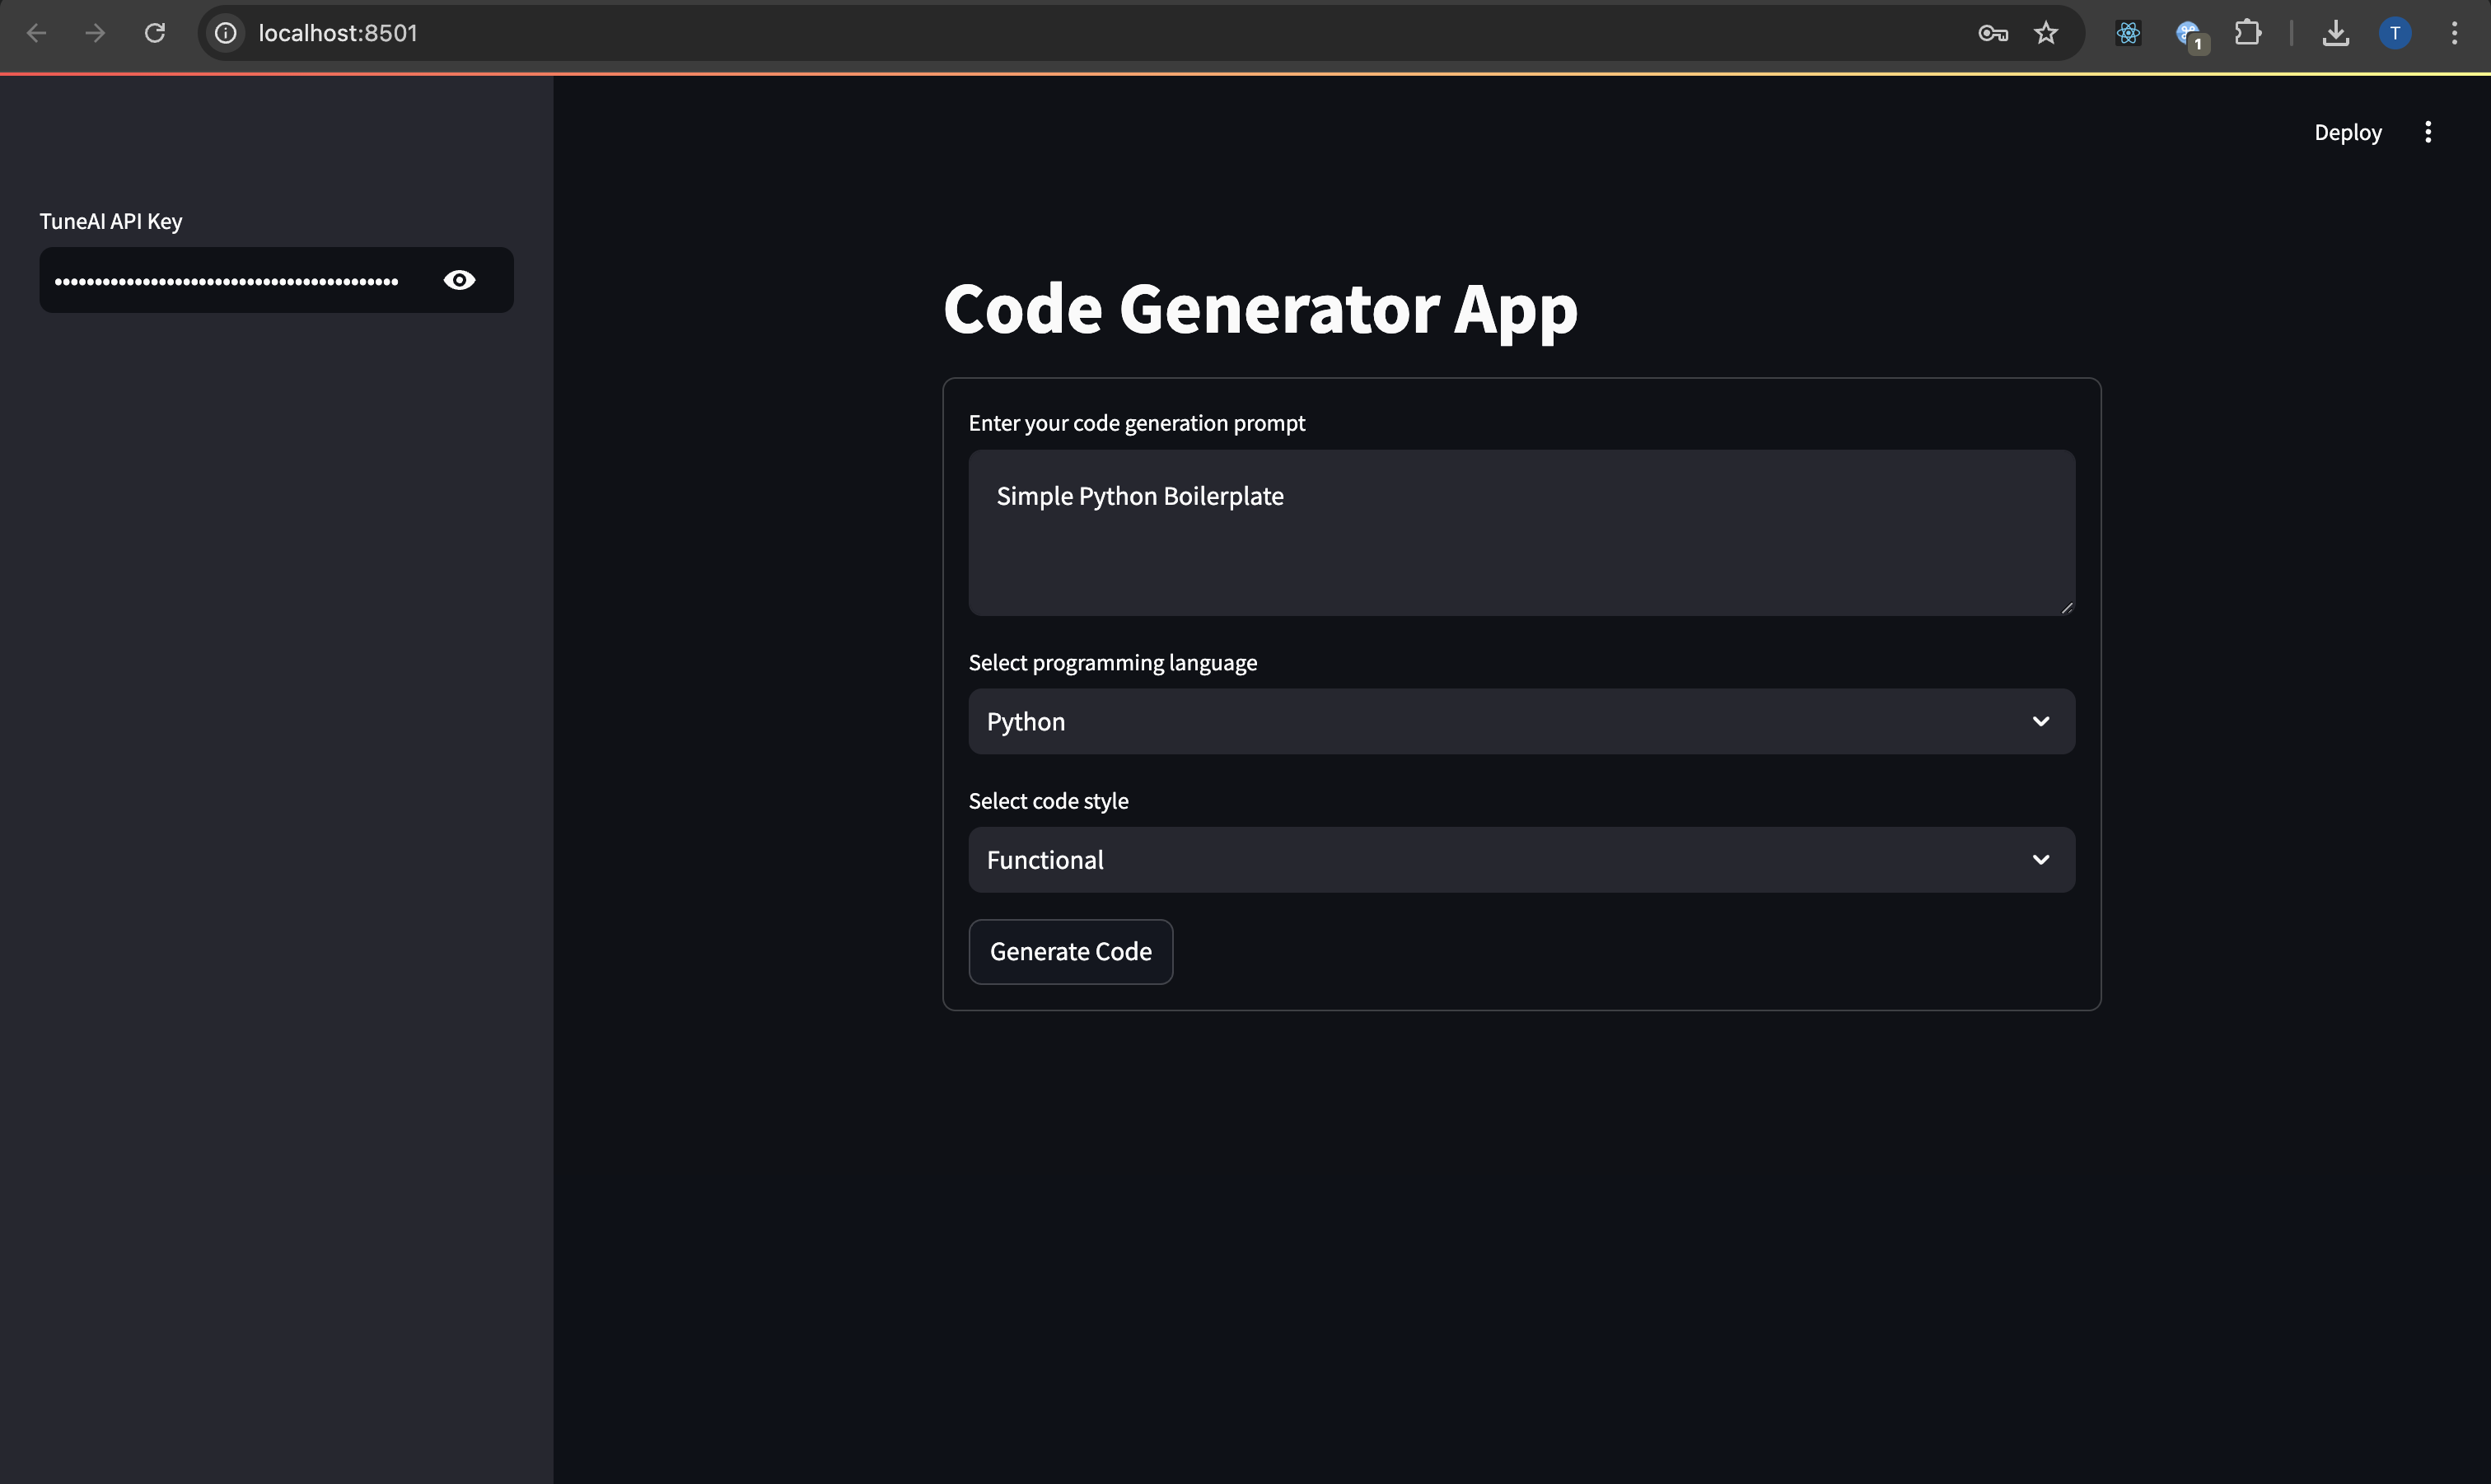 localhost:8501
1
T
Deploy
TuneAI API Key
••••••••••••••••••••••••••••••••••••••••••••
Code Generator App
Enter your code generation prompt
Simple Python Boilerplate
Select programming language
Python
Select code style
Functional
Generate Code